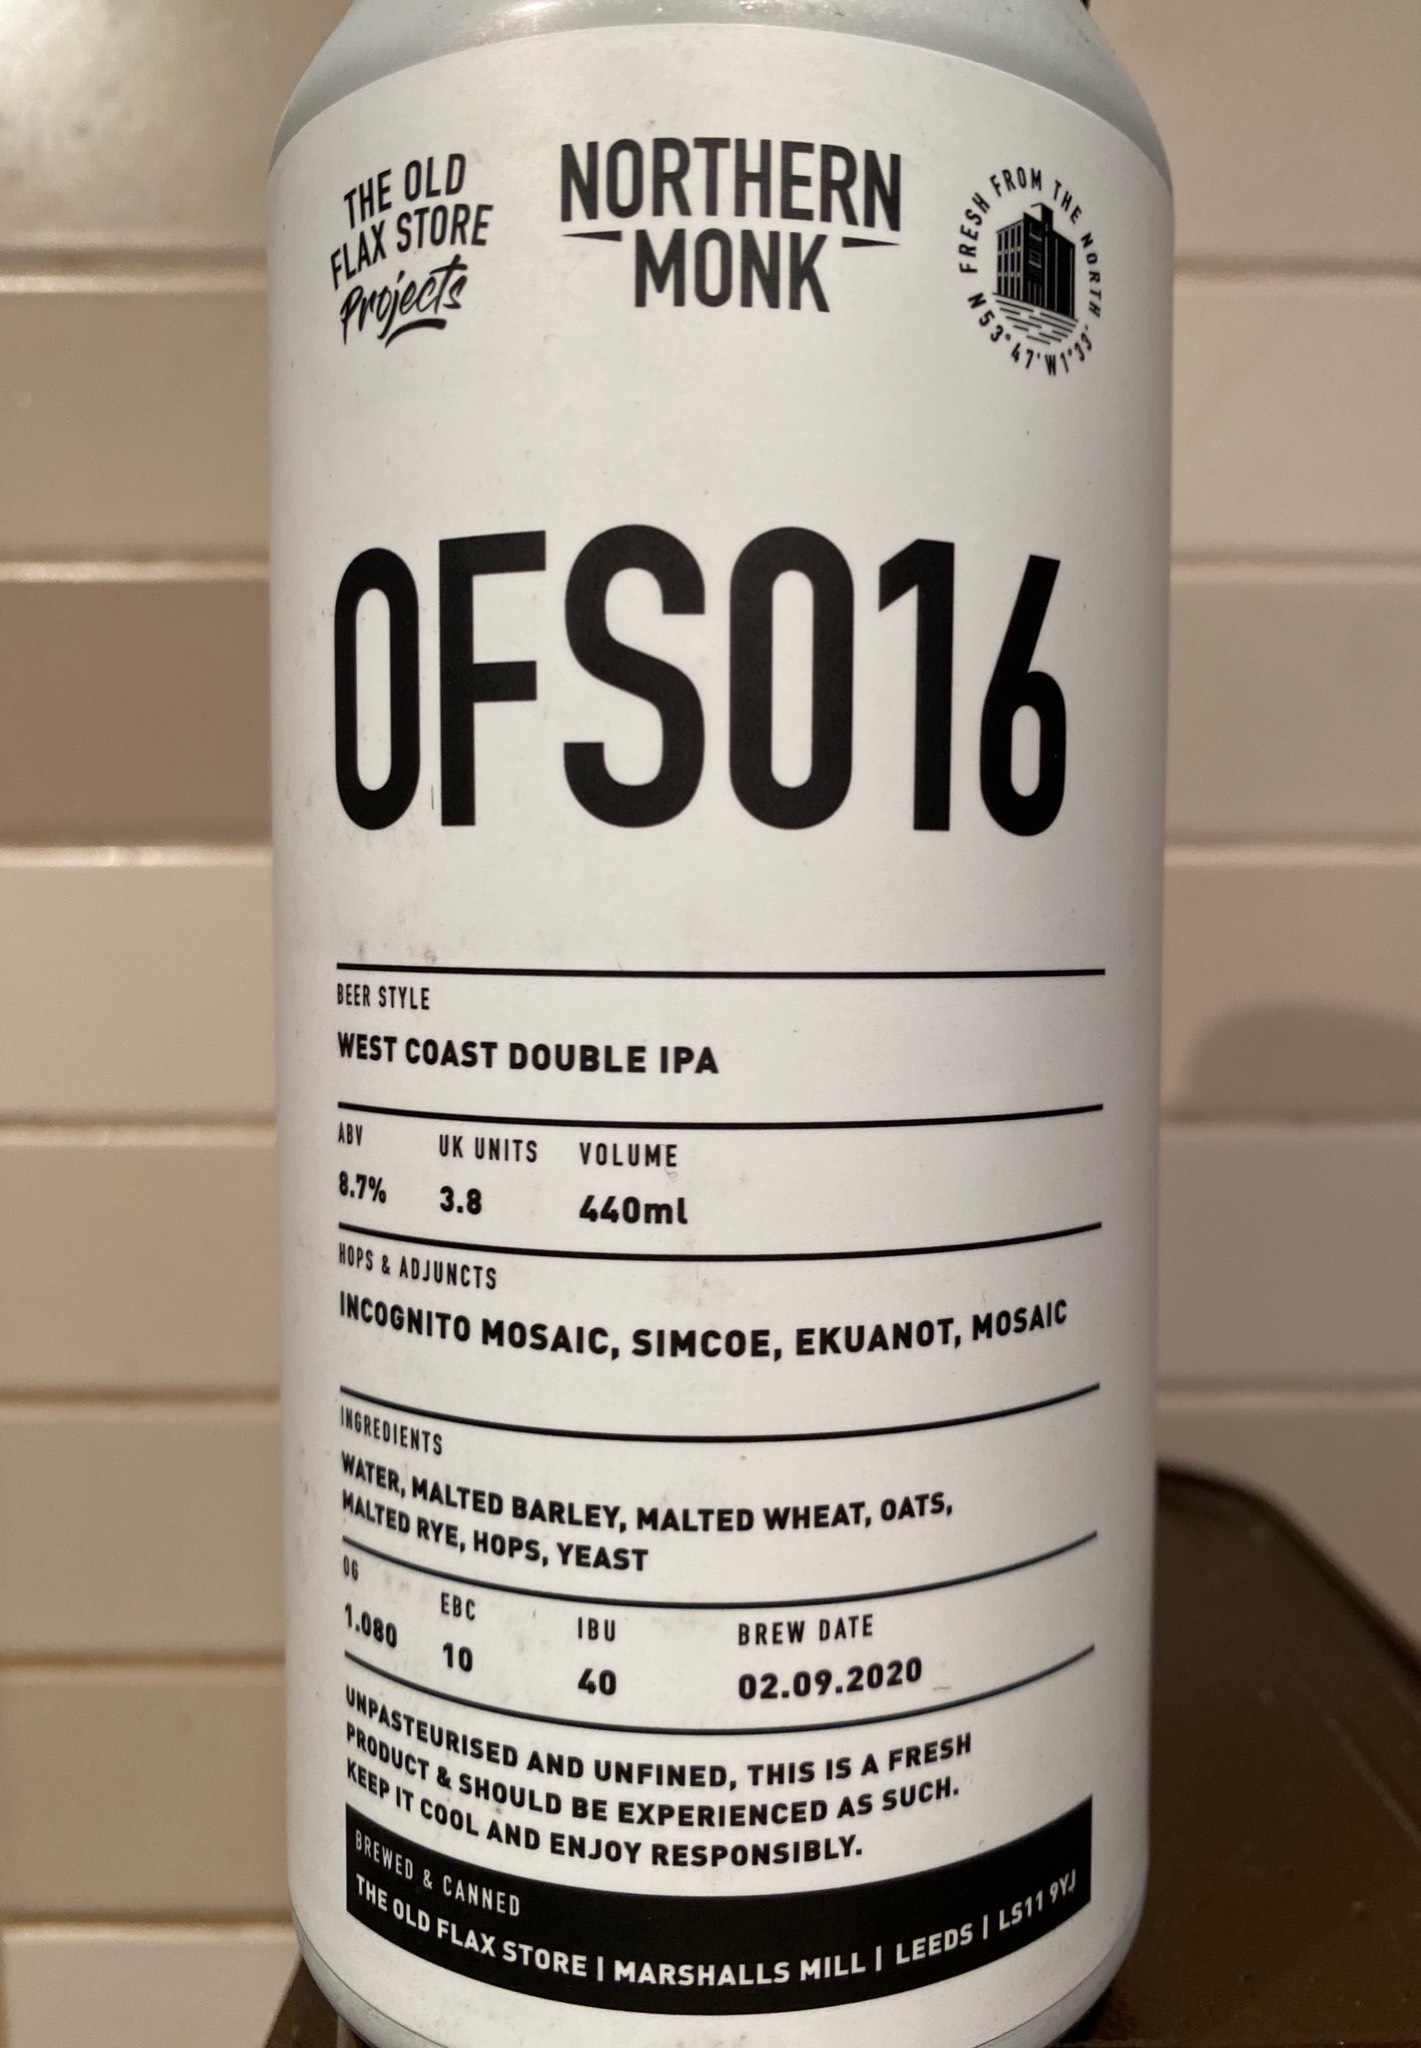 THE OLD
FLAX STORE
Projects
NORTHERN
MONK
FRESH FROM THE NORTH
N53°47'W1°33'
OFS016
BEER STYLE
WEST COAST DOUBLE IPA
ABV UK UNITS VOLUME
8.7% 3.8 440ml
HOPS & ADJUNCTS
INCOGNITO MOSAIC, SIMCOE, EKUANOT, MOSAIC
INGREDIENTS
WATER, MALTED BARLEY, MALTED WHEAT, OATS,
MALTED RYE, HOPS, YEAST
OG EBC IBU BREW DATE
1.080 10 40 02.09.2020
UNPASTEURISED AND UNFINED, THIS IS A FRESH
PRODUCT & SHOULD BE EXPERIENCED AS SUCH.
KEEP IT COOL AND ENJOY RESPONSIBLY.
BREWED & CANNED
THE OLD FLAX STORE | MARSHALLS MILL | LEEDS | LS11 9YJ